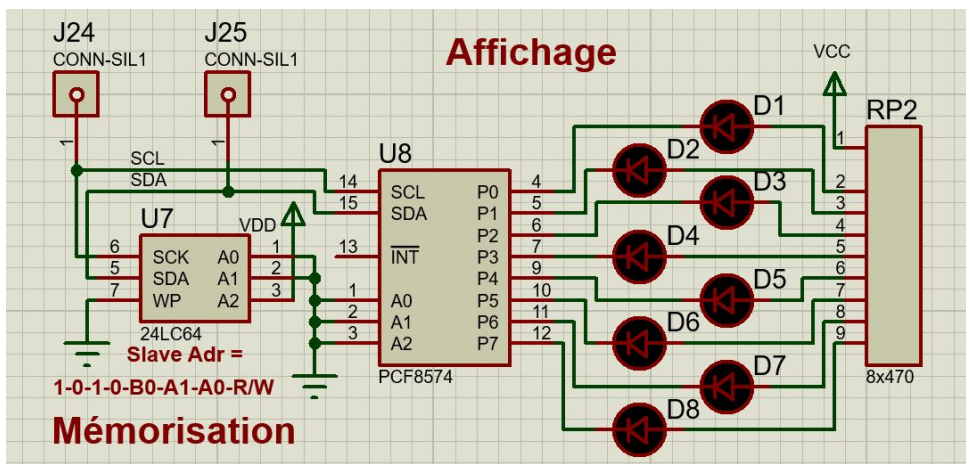 J24
CONN-SIL1
1
J25
CONN-SIL1
1
Affichage
VCC
SCL
SDA
U7
VDD
6 SCK A0 1
5 SDA A1 2
7 WP A2 3
24LC64
Slave Adr =
1-0-1-0-B0-A1-A0-R/W
Mémorisation
U8
14 SCL P0 4
15 SDA P1 5
P2 6
13 INT P3 7
P4 9
1 A0 P5 10
2 A1 P6 11
3 A2 P7 12
PCF8574
D1
D2
D3
D4
D5
D6
D7
D8
RP2
1
2
3
4
5
6
7
8
9
8x470